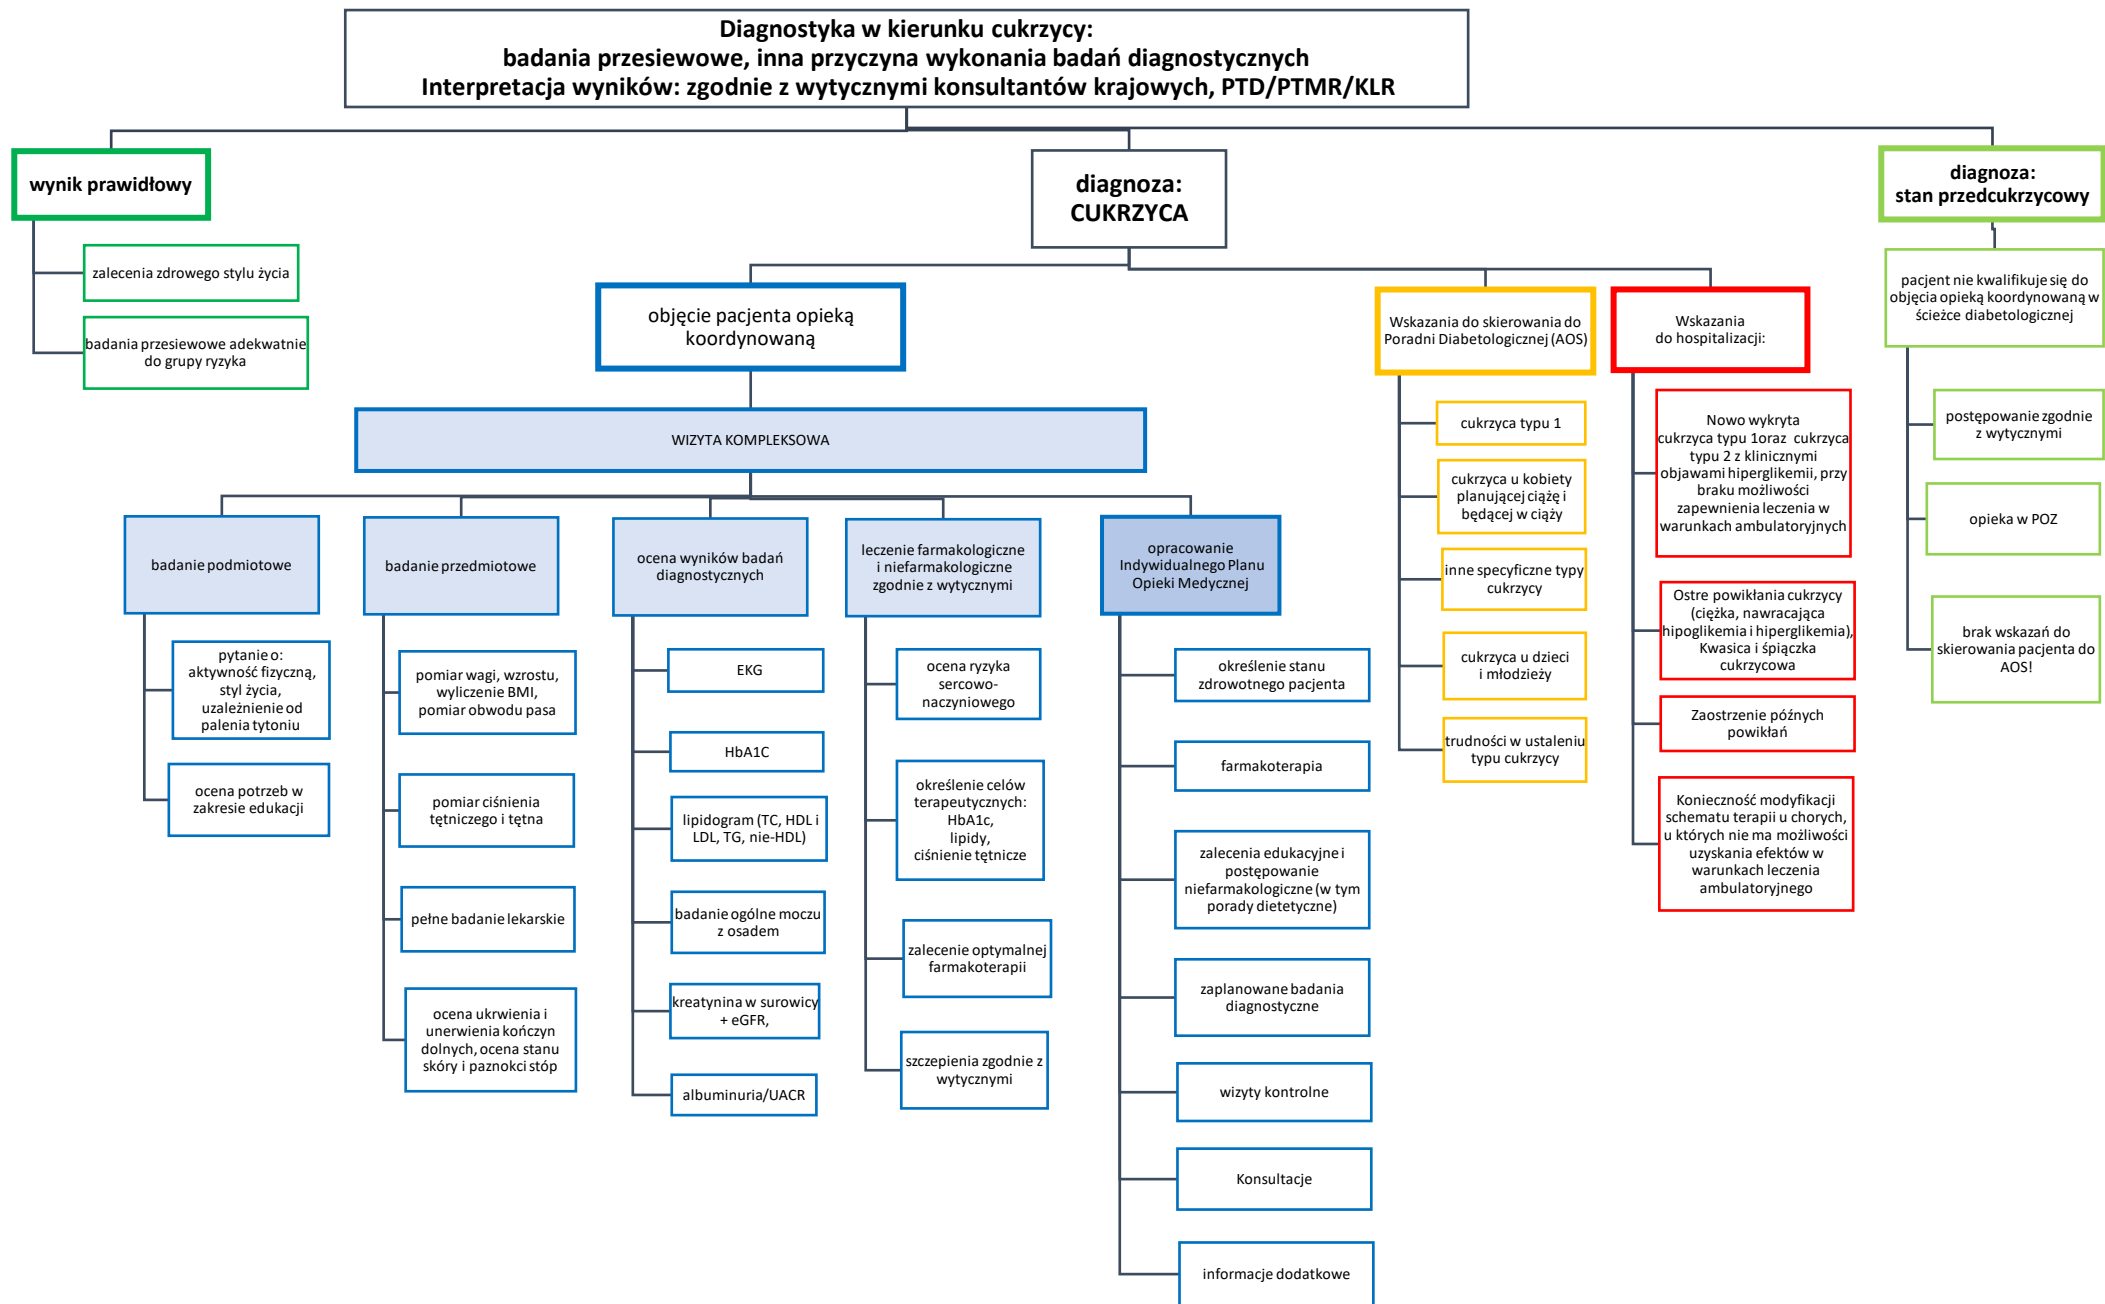 Diagnostyka w kierunku cukrzycy:
badania przesiewowe, inna przyczyna wykonania badań diagnostycznych
Interpretacja wyników: zgodnie z wytycznymi konsultantów krajowych, PTD/PTMR/KLR
wynik prawidłowy
zalecenia zdrowego stylu życia
badania przesiewowe adekwatnie
do grupy ryzyka
diagnoza:
CUKRZYCA
objęcie pacjenta opieką
koordynowaną
WIZYTA KOMPLEKSOWA
badanie podmiotowe
pytanie o:
aktywność fizyczną,
styl życia,
uzależnienie od
palenia tytoniu
ocena potrzeb w
zakresie edukacji
badanie przedmiotowe
pomiar wagi, wzrostu,
wyliczenie BMI,
pomiar obwodu pasa
pomiar ciśnienia
tętniczego i tętna
pełne badanie lekarskie
ocena ukrwienia i
unerwienia kończyn
dolnych, ocena stanu
skóry i paznokci stóp
ocena wyników badań
diagnostycznych
EKG
HbA1C
lipidogram (TC, HDL i
LDL, TG, nie-HDL)
badanie ogólne moczu
z osadem
kreatynina w surowicy
+ eGFR,
albuminuria/UACR
leczenie farmakologiczne
i niefarmakologiczne
zgodnie z wytycznymi
ocena ryzyka
sercowo-
naczyniowego
określenie celów
terapeutycznych:
HbA1c,
lipidy,
ciśnienie tętnicze
zalecenie optymalnej
farmakoterapii
szczepienia zgodnie z
wytycznymi
opracowanie
Indywidualnego Planu
Opieki Medycznej
określenie stanu
zdrowotnego pacjenta
farmakoterapia
zalecenia edukacyjne i
postępowanie
niefarmakologiczne (w tym
porady dietetyczne)
zaplanowane badania
diagnostyczne
wizyty kontrolne
Konsultacje
informacje dodatkowe
Wskazania do skierowania do
Poradni Diabetologicznej (AOS)
cukrzyca typu 1
cukrzyca u kobiety
planującej ciążę i
będącej w ciąży
inne specyficzne typy
cukrzycy
cukrzyca u dzieci
i młodzieży
trudności w ustaleniu
typu cukrzycy
Wskazania
do hospitalizacji:
Nowo wykryta
cukrzyca typu 1oraz cukrzyca
typu 2 z klinicznymi
objawami hiperglikemii, przy
braku możliwości
zapewnienia leczenia w
warunkach ambulatoryjnych
Ostre powikłania cukrzycy
(ciężka, nawracająca
hipoglikemia i hiperglikemia),
Kwasica i śpiączka
cukrzycowa
Zaostrzenie późnych
powikłań
Konieczność modyfikacji
schematu terapii u chorych,
u których nie ma możliwości
uzyskania efektów w
warunkach leczenia
ambulatoryjnego
diagnoza:
stan przedcukrzycowy
pacjent nie kwalifikuje się do
objęcia opieką koordynowaną w
ścieżce diabetologicznej
postępowanie zgodnie
z wytycznymi
opieka w POZ
brak wskazań do
skierowania pacjenta do
AOS!